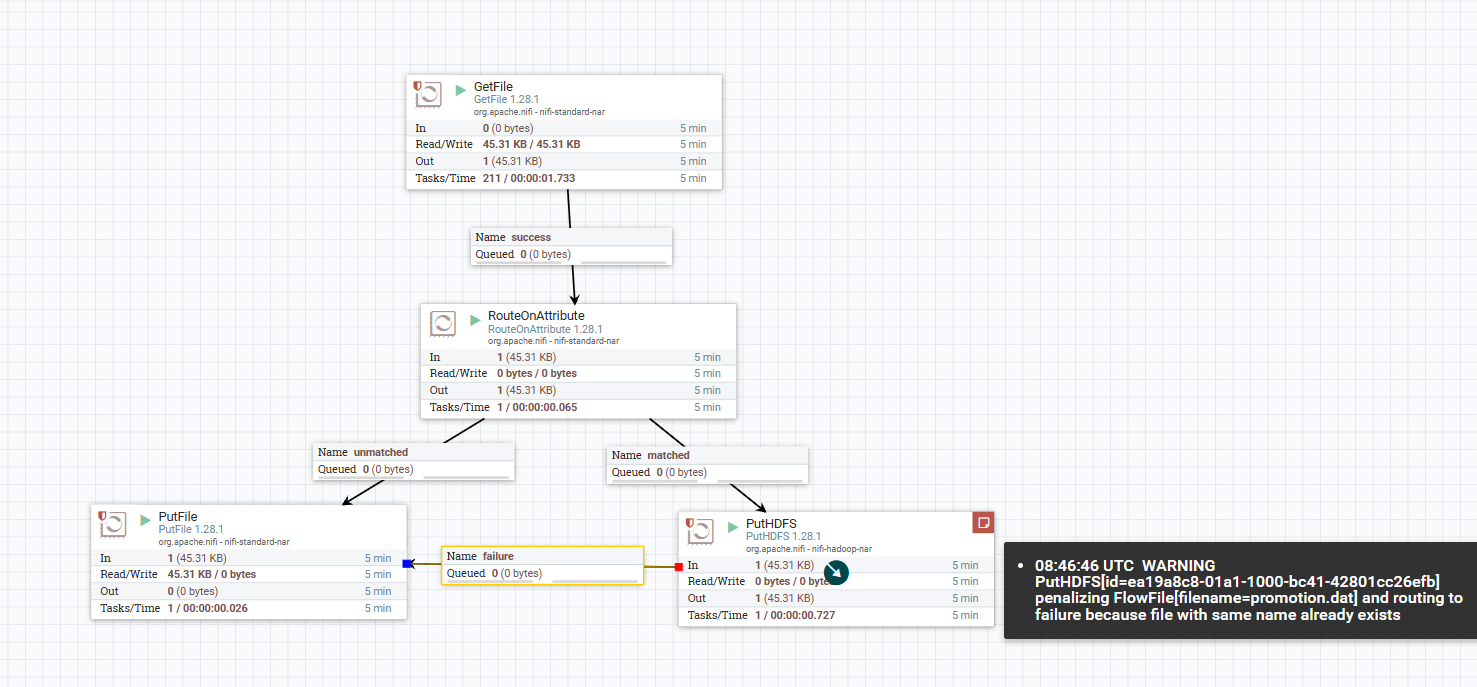 GetFile
GetFile 1.28.1
org.apache.nifi - nifi-standard-nar
In 0 (0 bytes) 5 min
Read/Write 45.31 KB / 45.31 KB 5 min
Out 1 (45.31 KB) 5 min
Tasks/Time 211 / 00:00:01.733 5 min
Name success
Queued 0 (0 bytes)
RouteOnAttribute
RouteOnAttribute 1.28.1
org.apache.nifi - nifi-standard-nar
In 1 (45.31 KB) 5 min
Read/Write 0 bytes / 0 bytes 5 min
Out 1 (45.31 KB) 5 min
Tasks/Time 1 / 00:00:00.065 5 min
Name unmatched
Queued 0 (0 bytes)
Name matched
Queued 0 (0 bytes)
PutFile
PutFile 1.28.1
org.apache.nifi - nifi-standard-nar
In 1 (45.31 KB) 5 min
Read/Write 45.31 KB / 0 bytes 5 min
Out 0 (0 bytes) 5 min
Tasks/Time 1 / 00:00:00.026 5 min
Name failure
Queued 0 (0 bytes)
PutHDFS
PutHDFS 1.28.1
org.apache.nifi - nifi-hadoop-nar
In 1 (45.31 KB) 5 min
Read/Write 0 bytes / 0 byte 5 min
Out 1 (45.31 KB) 5 min
Tasks/Time 1 / 00:00:00.727 5 min
08:46:46 UTC WARNING
PutHDFS[id=ea19a8c8-01a1-1000-bc41-42801cc26efb]
penalizing FlowFile[filename=promotion.dat] and routing to
failure because file with same name already exists